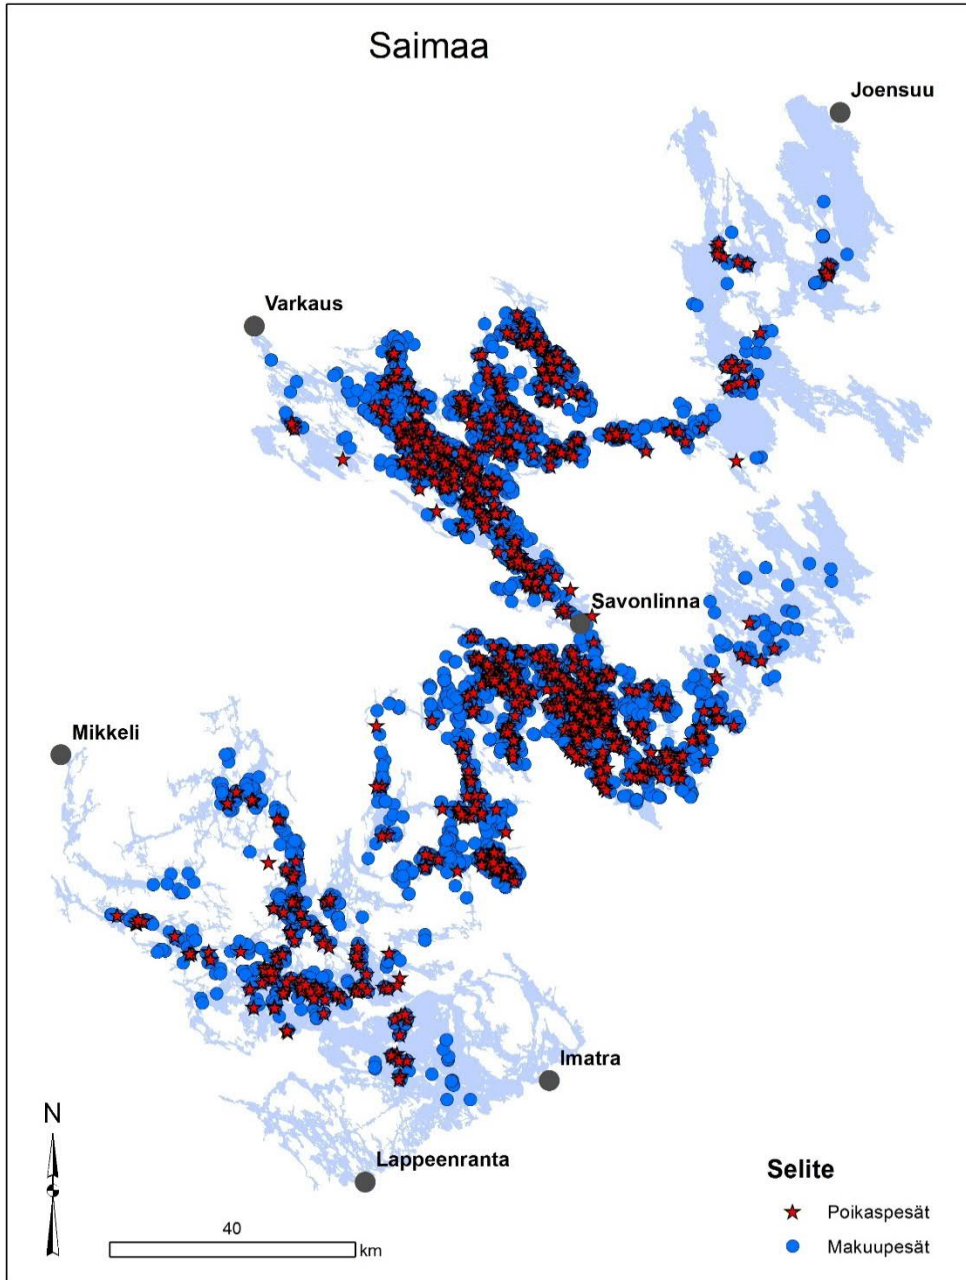 Saimaa
Joensuu
Varkaus
Savonlinna
Mikkeli
Imatra
N
Lappeenranta
Selite
Poikaspesät
40
km
Makuupesät